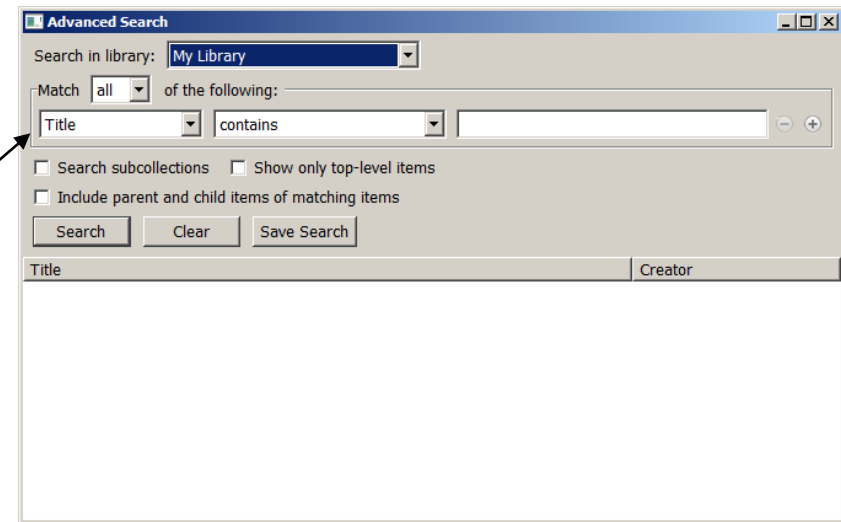 Advanced Search
Search in library: My Library
Match all of the following:
Title contains
Search subcollections Show only top-level items
Include parent and child items of matching items
Search Clear Save Search
Title Creator